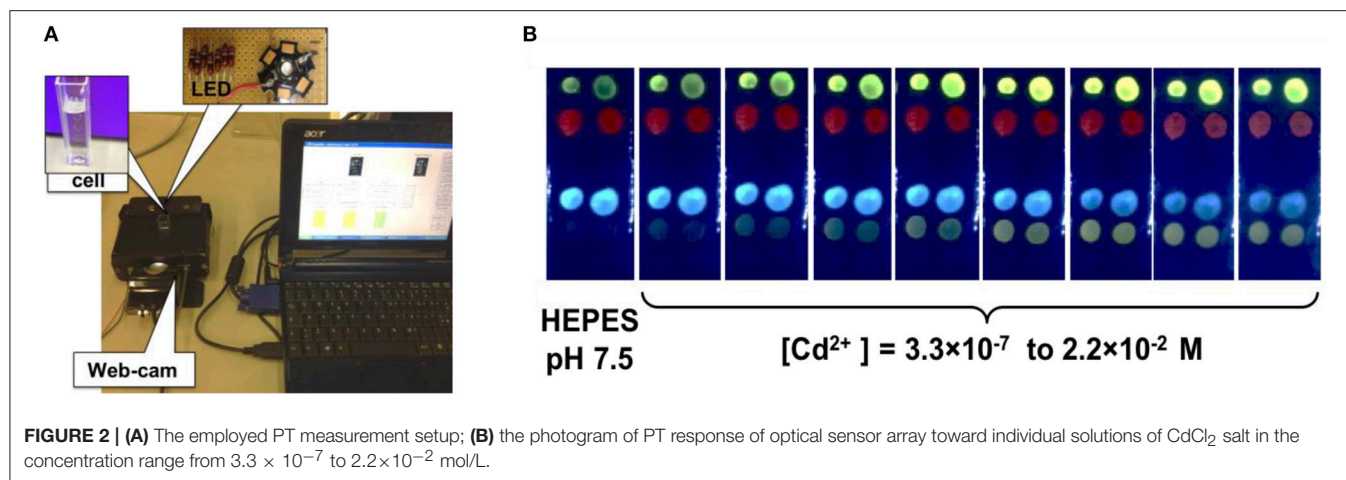 A
B
LED
cell
acer
Web-cam
HEPES
pH 7.5
[Cd²⁺ ] = 3.3×10⁻⁷ to 2.2×10⁻² M
FIGURE 2 | (A) The employed PT measurement setup; (B) the photogram of PT response of optical sensor array toward individual solutions of CdCl₂ salt in the
concentration range from 3.3 × 10⁻⁷ to 2.2×10⁻² mol/L.